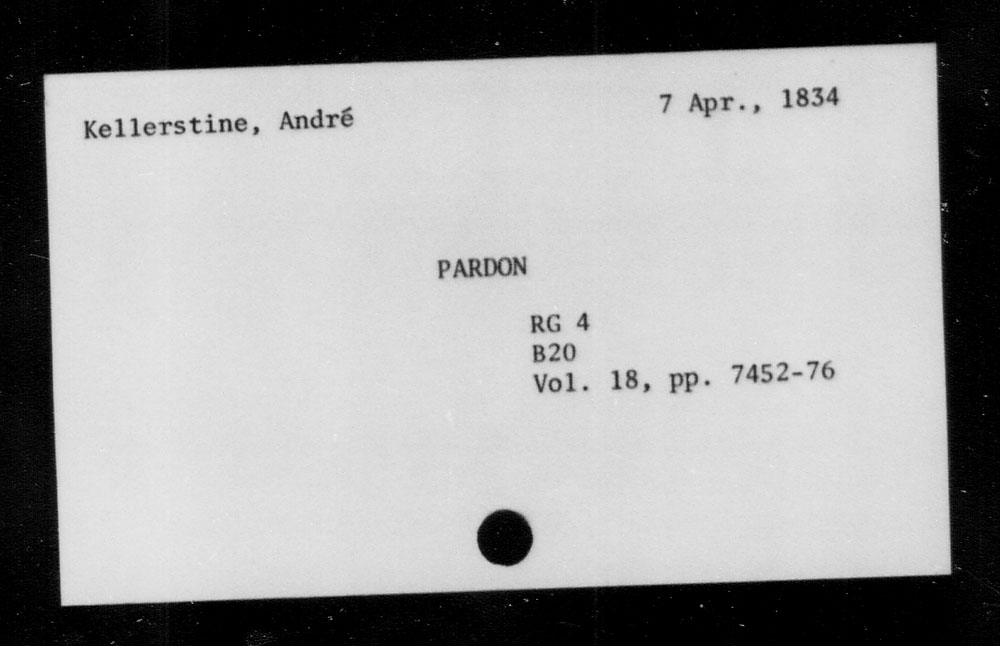 Kellerstine, André
7 Apr., 1834
PARDON
RG 4
B20
Vol. 18, pp. 7452-76